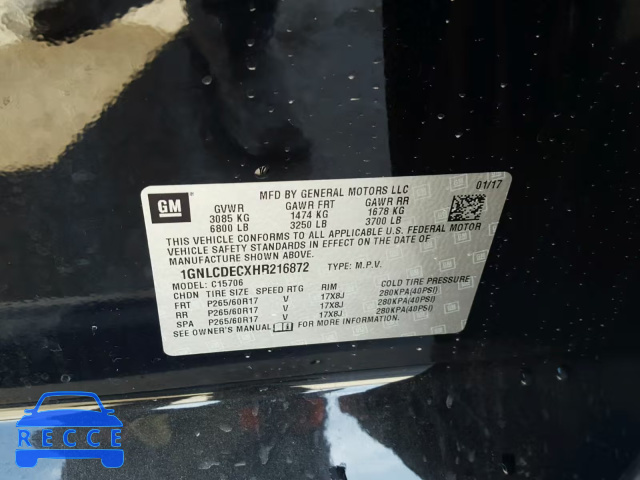 GM
MFD BY GENERAL MOTORS LLC
01/17
GVWR GAWR FRT GAWR RR
3085 KG 1474 KG 1678 KG
6800 LB 3250 LB 3700 LB
THIS VEHICLE CONFORMS TO ALL APPLICABLE U.S. FEDERAL MOTOR
VEHICLE SAFETY STANDARDS IN EFFECT ON THE DATE OF
MANUFACTURE SHOWN ABOVE.
1GNLCDECXHR216872 TYPE: M.P.V.
MODEL: C15706
CHDN TIRE SIZE SPEED RTG RIM COLD TIRE PRESSURE
FRT P265/60R17 V 17X8J 280KPA(40PSI)
RR P265/60R17 V 17X8J 280KPA(40PSI)
SPA P265/60R17 V 17X8J 280KPA(40PSI)
SEE OWNER'S MANUAL FOR MORE INFORMATION.
RECCE